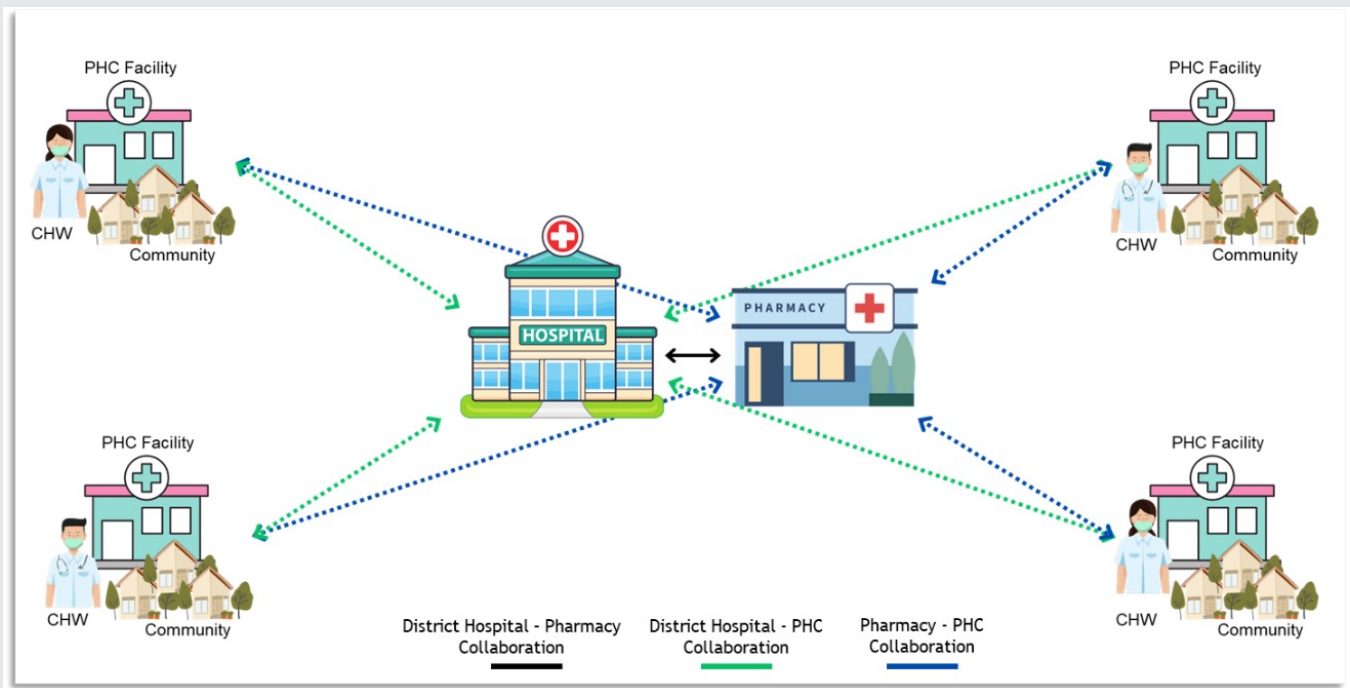 PHC Facility
CHW
Community
PHC Facility
CHW
Community
HOSPITAL
PHARMACY
PHC Facility
CHW
Community
PHC Facility
CHW
Community
District Hospital - Pharmacy
Collaboration
District Hospital - PHC
Collaboration
Pharmacy - PHC
Collaboration